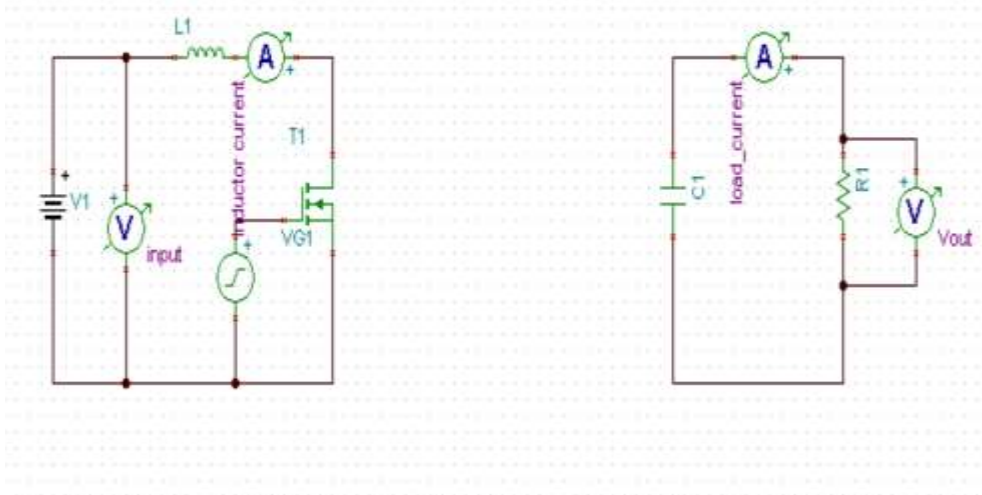 L1
A
+
inductor current
T1
+
V1
+
V
input
VG1
+
A
+
load_current
C1
R1
+
V
Vout